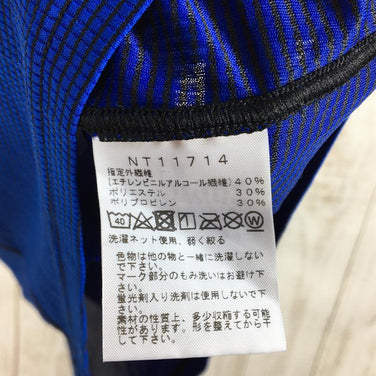 NT11714
指定外繊維
(エチレンビニルアルコール繊維) 40%
ポリエステル 30%
ポリプロピレン 30%
40 W
洗濯ネット使用、弱く絞る
色物は他の物と一緒に洗濯しないで
下さい。
マーク部分のもみ洗いはお避け下
さい。
蛍光剤入り洗剤は使用しないで
下さい。
素材の性質上、多少収縮する可能
性があります。形を整えてから干
して下さい。